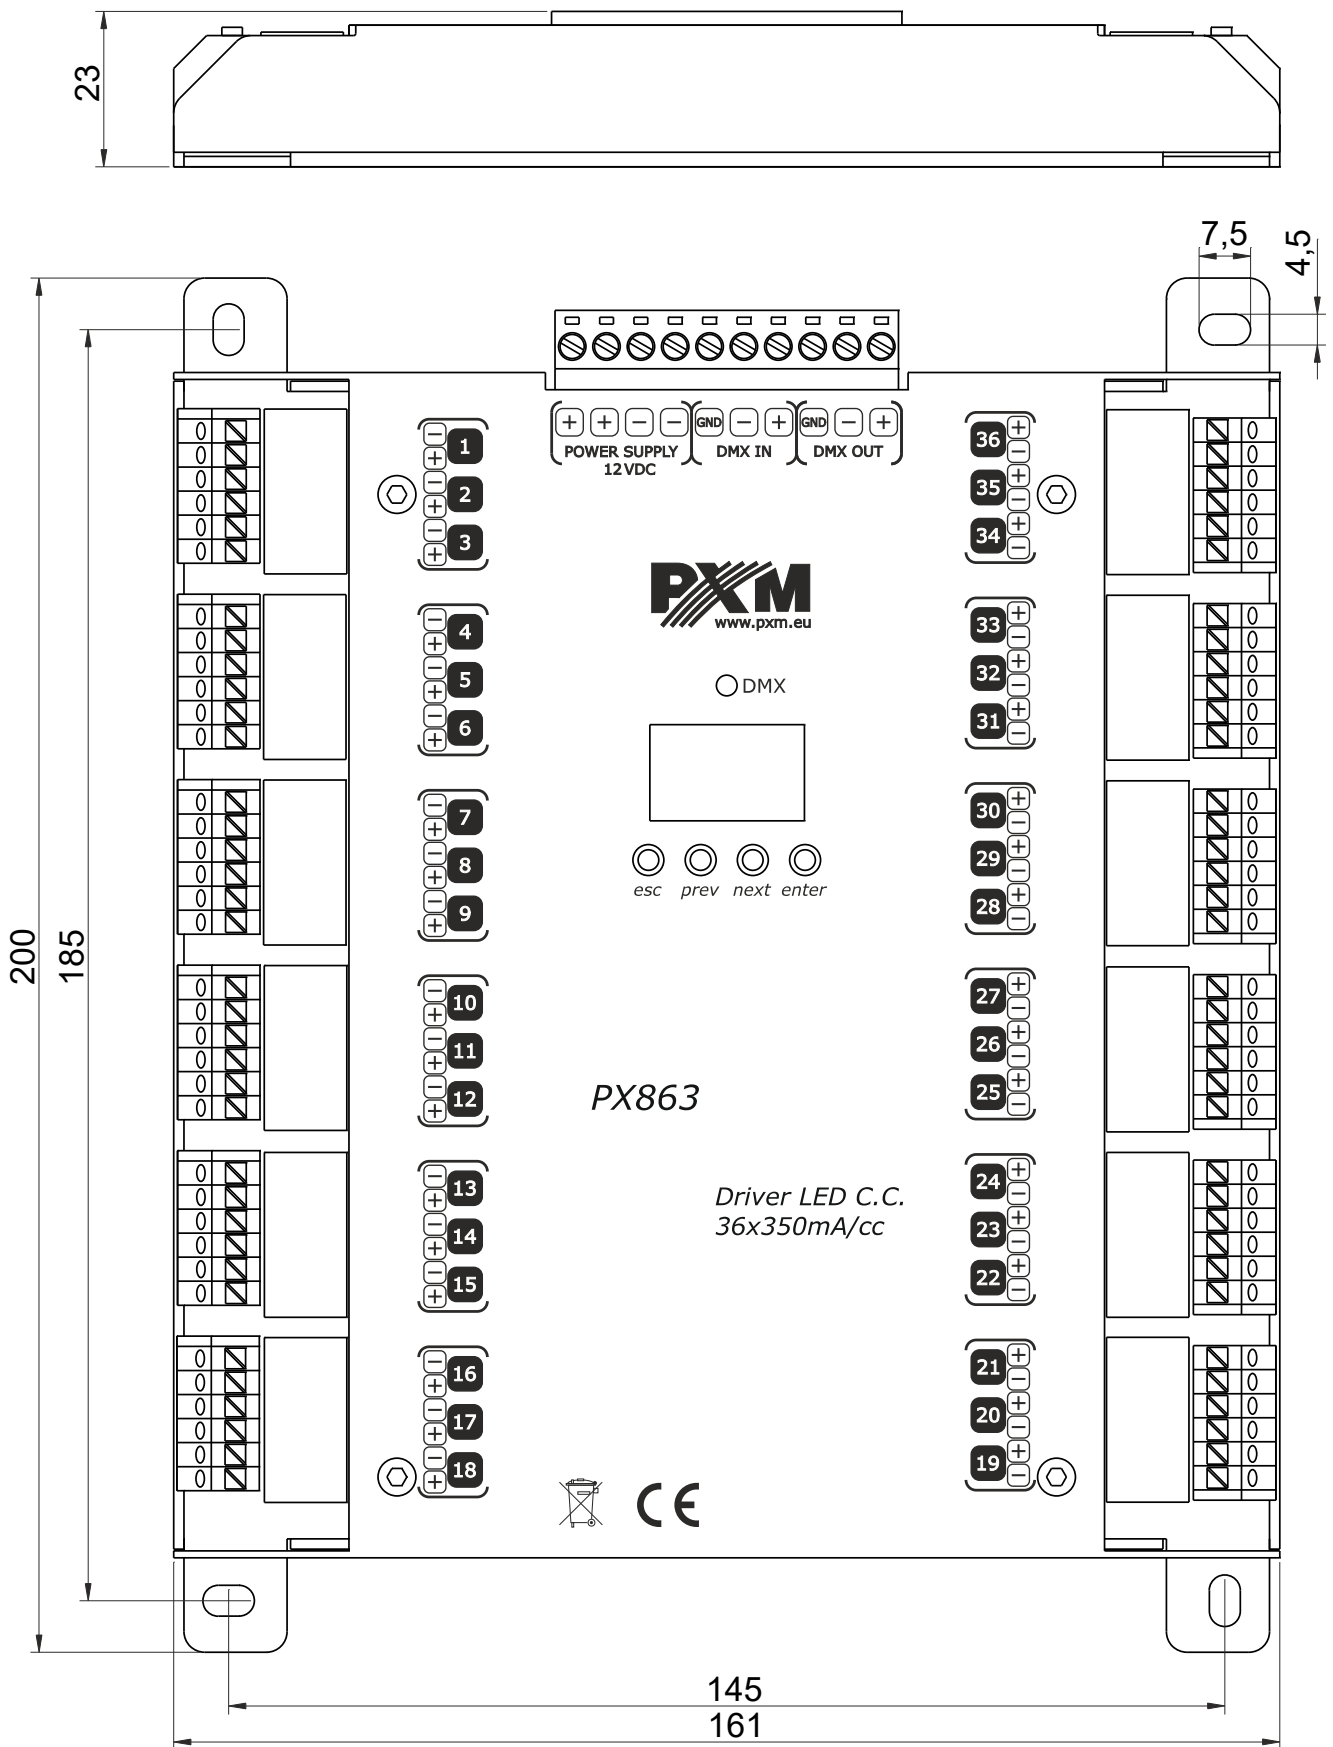 23
7,5
4,5
+ + − − GND − + GND − +
POWER SUPPLY DMX IN DMX OUT
12VDC
− 1 36 +
+ −
− 2 35 +
+ −
− 3 34 +
+ −
PXM
www.pxm.eu
− 4 33 +
+ −
− 5 32 +
+ −
− 6 31 +
+ −
DMX
− 7 30 +
+ −
− 8 29 +
+ −
− 9 28 +
+ −
esc prev next enter
200
185
− 10 27 +
+ −
− 11 26 +
+ −
− 12 25 +
+ −
PX863
− 13 24 +
+ −
− 14 23 +
+ −
− 15 22 +
+ −
Driver LED C.C.
36x350mA/cc
− 16 21 +
+ −
− 17 20 +
+ −
− 18 19 +
+ −
CE
145
161